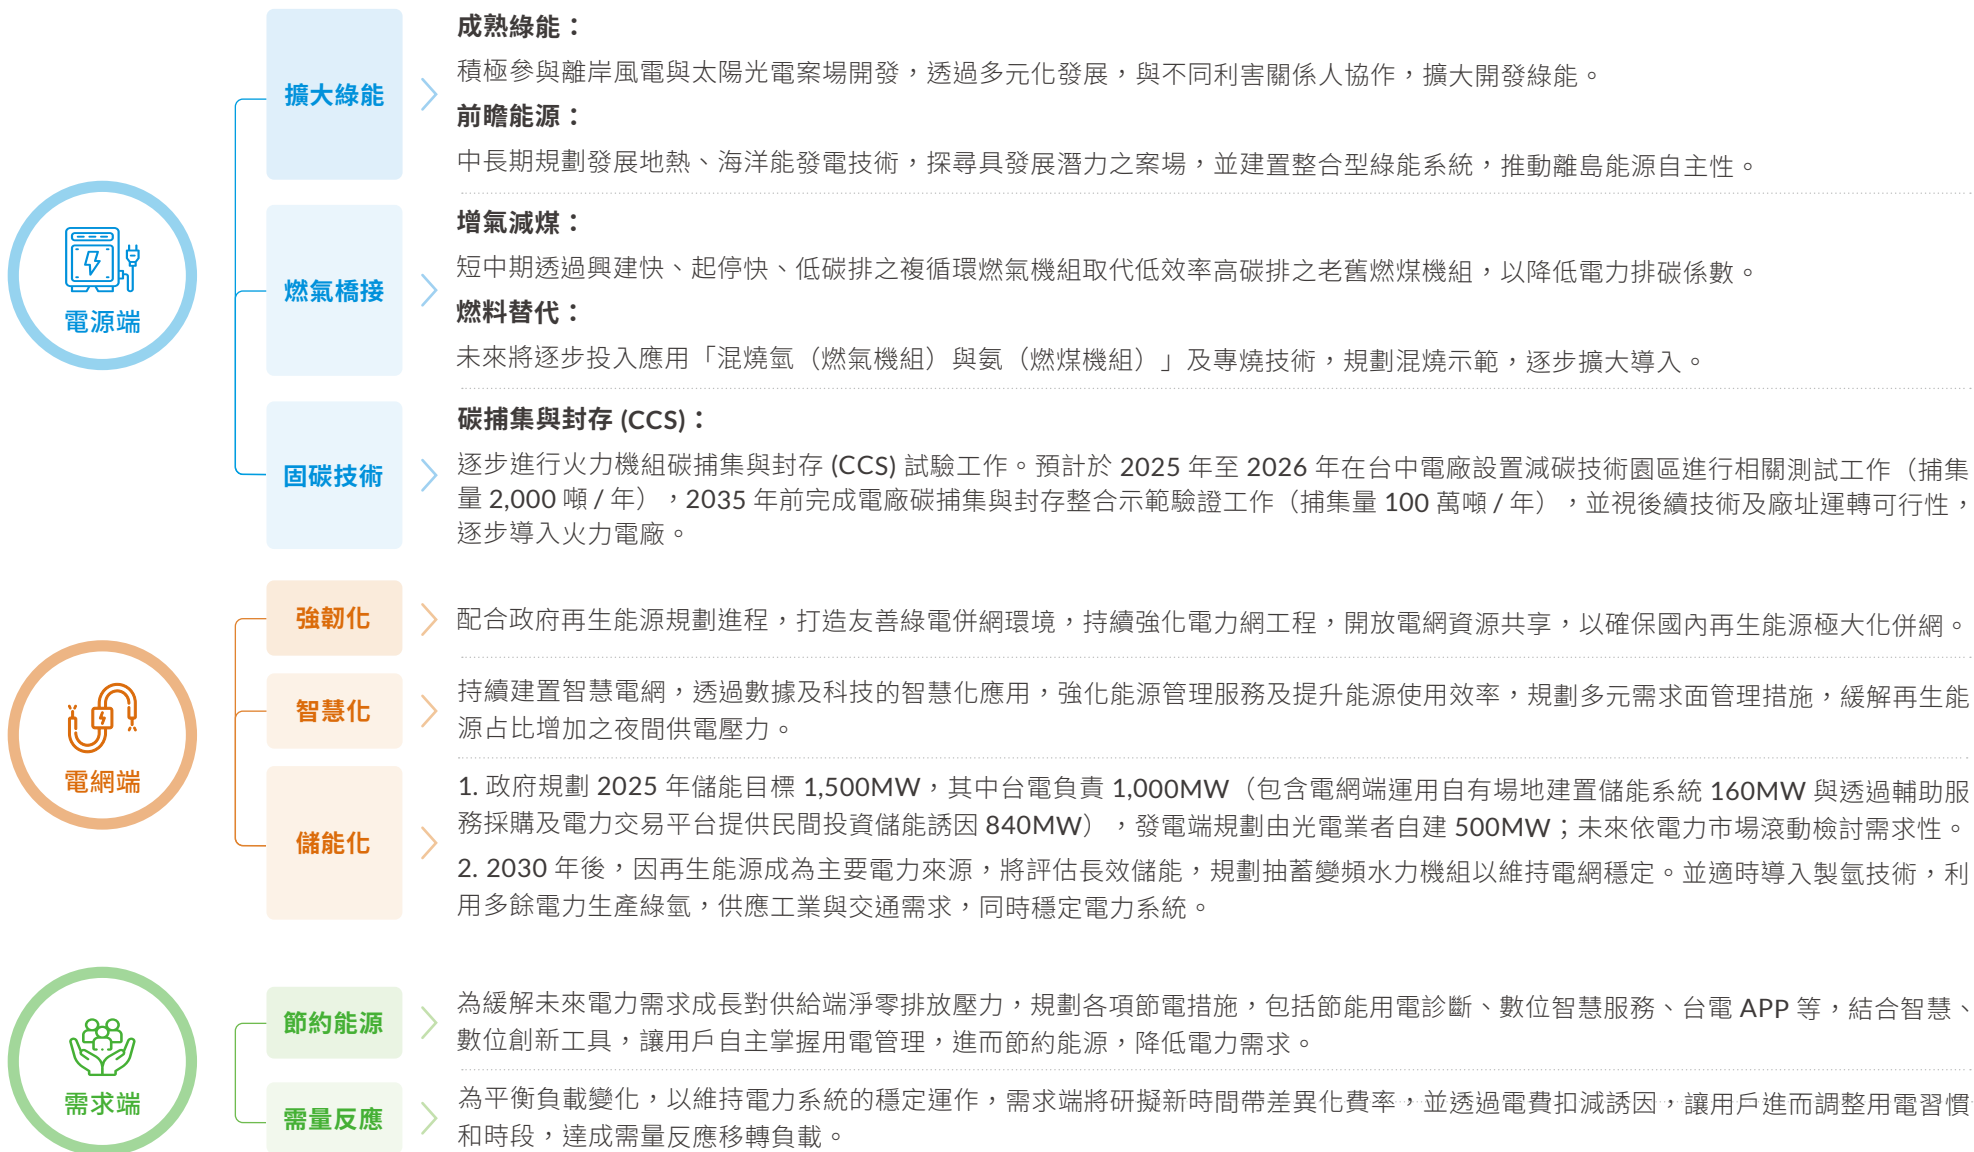 電源端
擴大綠能
成熟綠能：
積極參與離岸風電與太陽光電案場開發，透過多元化發展，與不同利害關係人協作，擴大開發綠能。
前瞻能源：
中長期規劃發展地熱、海洋能發電技術，探尋具發展潛力之案場，並建置整合型綠能系統，推動離島能源自主性。
燃氣橋接
增氣減煤：
短中期透過興建快、起停快、低碳排之複循環燃氣機組取代低效率高碳排之老舊燃煤機組，以降低電力排碳係數。
燃料替代：
未來將逐步投入應用「混燒氫（燃氣機組）與氨（燃煤機組）」及專燒技術，規劃混燒示範，逐步擴大導入。
固碳技術
碳捕集與封存 (CCS)：
逐步進行火力機組碳捕集與封存 (CCS) 試驗工作。預計於 2025 年至 2026 年在台中電廠設置減碳技術園區進行相關測試工作（捕集
量 2,000 噸 / 年），2035 年前完成電廠碳捕集與封存整合示範驗證工作（捕集量 100 萬噸 / 年），並視後續技術及廠址運轉可行性，
逐步導入火力電廠。
電網端
強韌化
配合政府再生能源規劃進程，打造友善綠電併網環境，持續強化電力網工程，開放電網資源共享，以確保國內再生能源極大化併網。
智慧化
持續建置智慧電網，透過數據及科技的智慧化應用，強化能源管理服務及提升能源使用效率，規劃多元需求面管理措施，緩解再生能
源占比增加之夜間供電壓力。
儲能化
1. 政府規劃 2025 年儲能目標 1,500MW，其中台電負責 1,000MW（包含電網端運用自有場地建置儲能系統 160MW 與透過輔助服
務採購及電力交易平台提供民間投資儲能誘因 840MW），發電端規劃由光電業者自建 500MW；未來依電力市場滾動檢討需求性。
2. 2030 年後，因再生能源成為主要電力來源，將評估長效儲能，規劃抽蓄變頻水力機組以維持電網穩定。並適時導入製氫技術，利
用多餘電力生產綠氫，供應工業與交通需求，同時穩定電力系統。
需求端
節約能源
為緩解未來電力需求成長對供給端淨零排放壓力，規劃各項節電措施，包括節能用電診斷、數位智慧服務、台電 APP 等，結合智慧、
數位創新工具，讓用戶自主掌握用電管理，進而節約能源，降低電力需求。
需量反應
為平衡負載變化，以維持電力系統的穩定運作，需求端將研擬新時間帶差異化費率，並透過電費扣減誘因，讓用戶進而調整用電習慣
和時段，達成需量反應移轉負載。